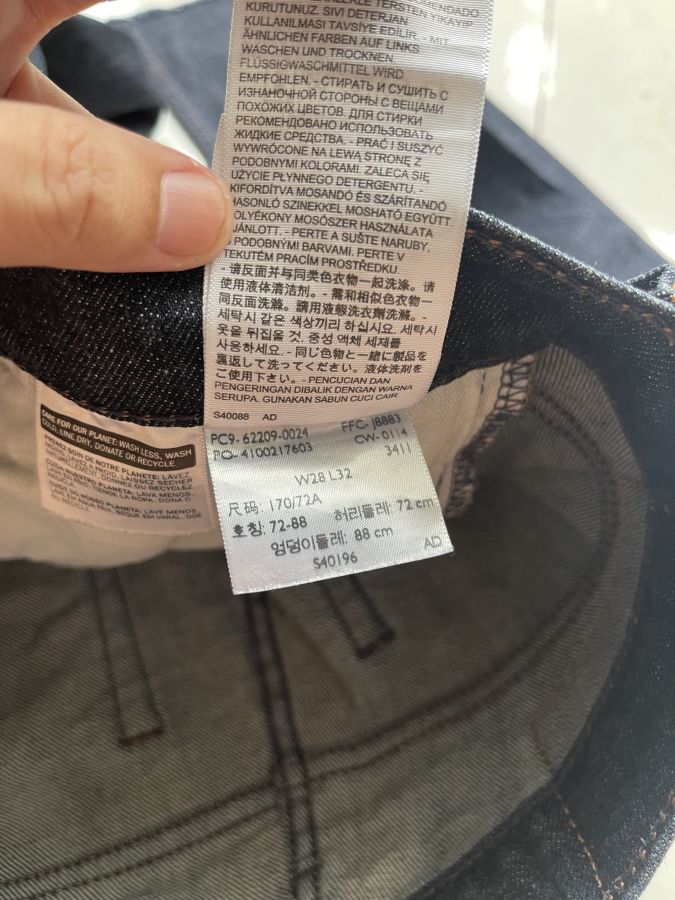 KURUTUNUZ. SIVI DETERJAN
KULLANILMASI TAVSİYE EDİLİR. - MIT
ÄHNLICHEN FARBEN AUF LINKS
WASCHEN UND TROCKNEN.
FLÜSSIGWASCHMITTEL WIRD
EMPFOHLEN. - СТИРАТЬ И СУШИТЬ С
ИЗНАНОЧНОЙ СТОРОНЫ С ВЕЩАМИ
ПОХОЖИХ ЦВЕТОВ. ДЛЯ СТИРКИ
РЕКОМЕНДОВАНО ИСПОЛЬЗОВАТЬ
ЖИДКИЕ СРЕДСТВА. - PRAĆ I SUSZYĆ
WYWRÓCONE NA LEWĄ STRONĘ Z
PODOBNYMI KOLORAMI. ZALECA SIĘ
UŻYCIE PŁYNNEGO DETERGENTU. -
KIFORDÍTVA MOSANDÓ ÉS SZÁRÍTANDÓ
HASONLÓ SZINEKKEL MOSHATÓ EGYÜTT.
FOLYÉKONY MOSÓSZER HASZNÁLATA
AJÁNLOTT. - PERTE A SUŠTE NARUBY,
S PODOBNÝMI BARVAMI. PERTE V
TEKUTÉM PRACÍM PROSTŘEDKU.
- 请反面并与同类色衣物一起洗涤。请
使用液体清洁剂。- 需和相似色衣物一
同反面洗滌。請用液態洗衣劑洗滌。-
세탁시 같은 색상끼리 하십시요. 세탁시
옷을 뒤집을 것. 중성 액체 세제를
사용하세요. - 同じ色物と一緒に製品を
裏返して洗ってください。液体洗剤を
ご使用下さい。- PENCUCIAN DAN
PENGERINGAN DIBALIK DENGAN WARNA
SERUPA. GUNAKAN SABUN CUCI CAIR.
S40088 AD
PC9- 62209-0024 FFC- J8883
PO- 4100217603 CW-0114
3411
W28 L32
尺码: 170/72A
호칭: 72-88 허리둘레: 72 cm
엉덩이둘레: 88 cm
S40196 AD
CARE FOR OUR PLANET: WASH LESS, WASH
COLD, LINE DRY, DONATE OR RECYCLE
PRENEZ SOIN DE NOTRE PLANÈTE: LAVEZ